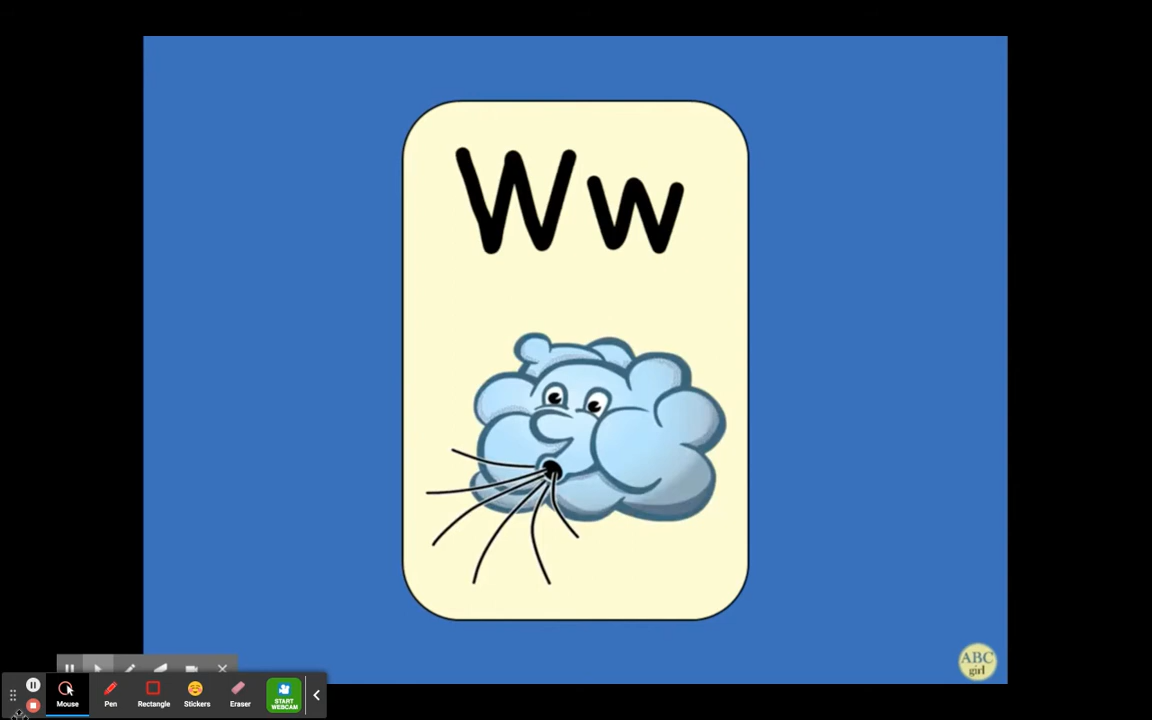 Ww
ABC
girl
Mouse
Pen
Rectangle
Stickers
Eraser
START
WEBCAM